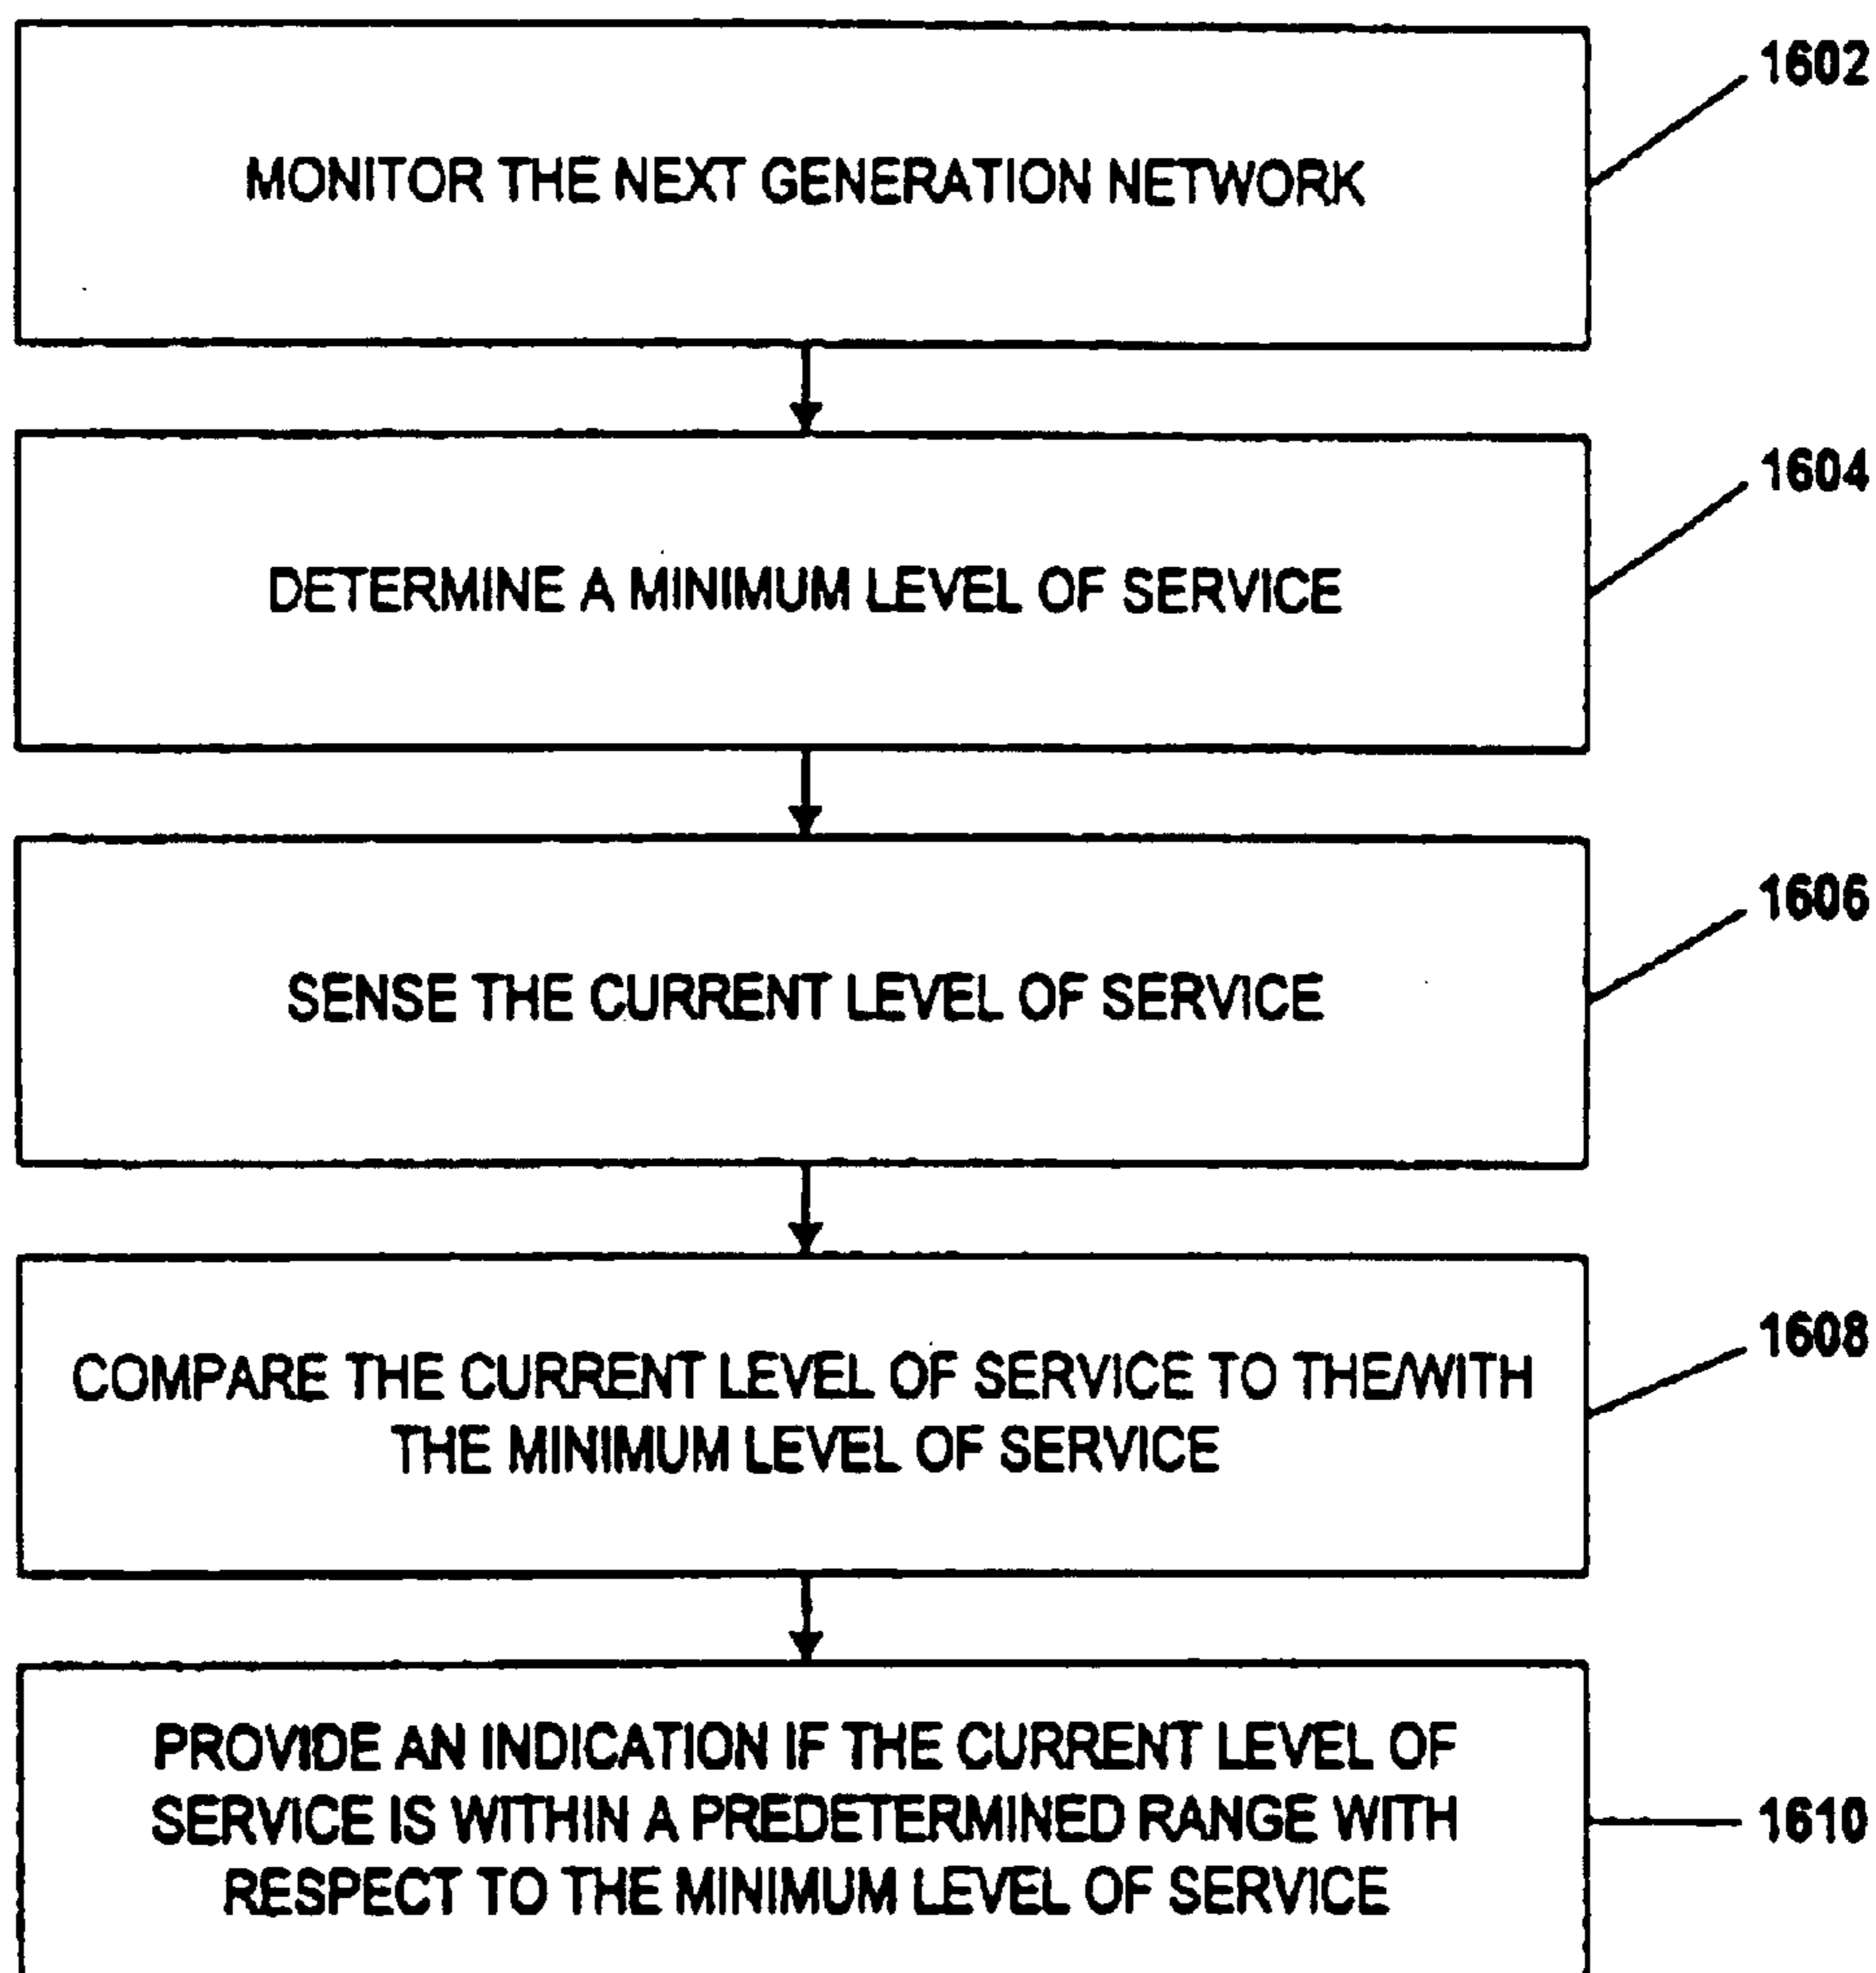 1602
MONITOR THE NEXT GENERATION NETWORK
1604
DETERMINE A MINIMUM LEVEL OF SERVICE
1606
SENSE THE CURRENT LEVEL OF SERVICE
1608
COMPARE THE CURRENT LEVEL OF SERVICE TO THE/WITH
THE MINIMUM LEVEL OF SERVICE
PROVIDE AN INDICATION IF THE CURRENT LEVEL OF
SERVICE IS WITHIN A PREDETERMINED RANGE WITH
1610
RESPECT TO THE MINIMUM LEVEL OF SERVICE